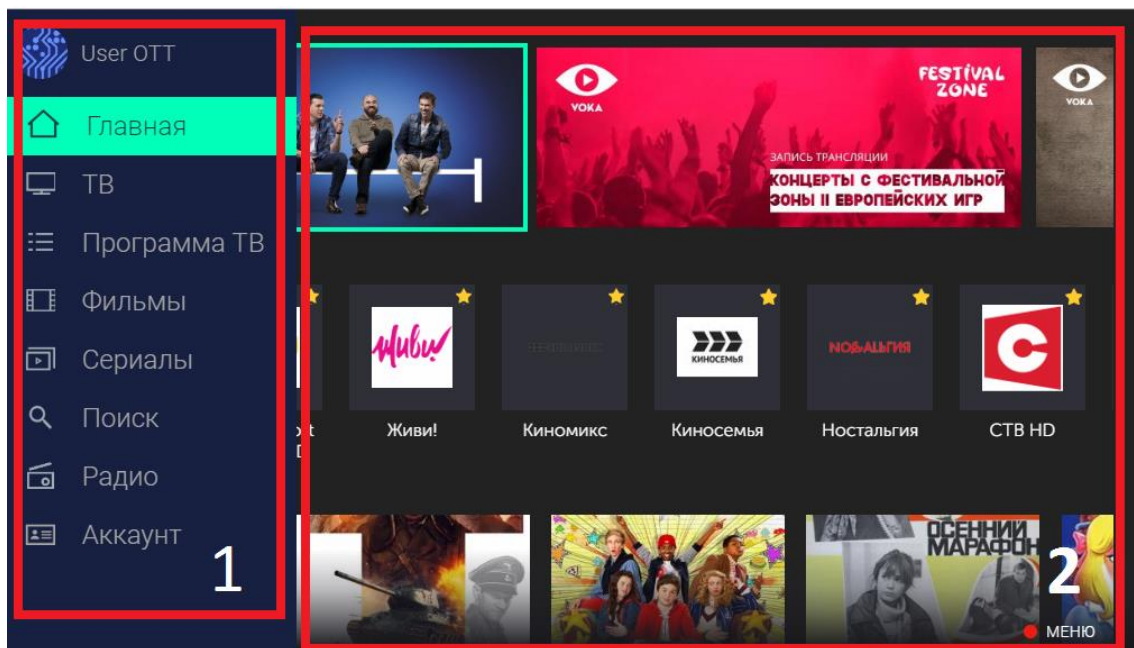 User OTT
Главная
ТВ
Программа ТВ
Фильмы
Сериалы
Поиск
Радио
Аккаунт
1
VOKA
FESTIVAL
ZONE
ЗАПИСЬ ТРАНСЛЯЦИИ
КОНЦЕРТЫ С ФЕСТИВАЛЬНОЙ
ЗОНЫ II ЕВРОПЕЙСКИХ ИГР
VOKA
Живи!
КИНОСЕМЬЯ
НОСТАЛЬГИЯ
С
Живи!
Киномикс
Киносемья
Ностальгия
СТВ HD
ОСЕННИЙ
МАРАФОН
2
МЕНЮ